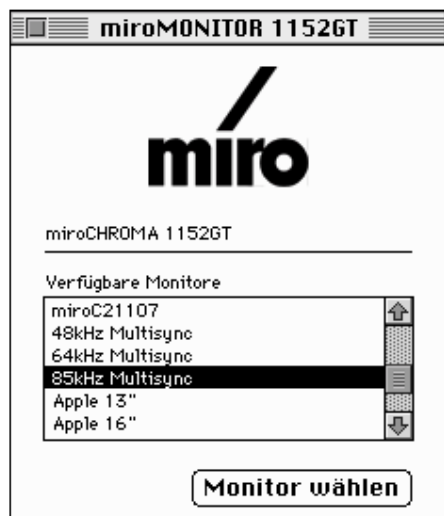 miroMONITOR 1152GT
miro
miroCHROMA 1152GT
Verfügbare Monitore
miroC21107
48kHz Multisync
64kHz Multisync
85kHz Multisync
Apple 13"
Apple 16"
Monitor wählen